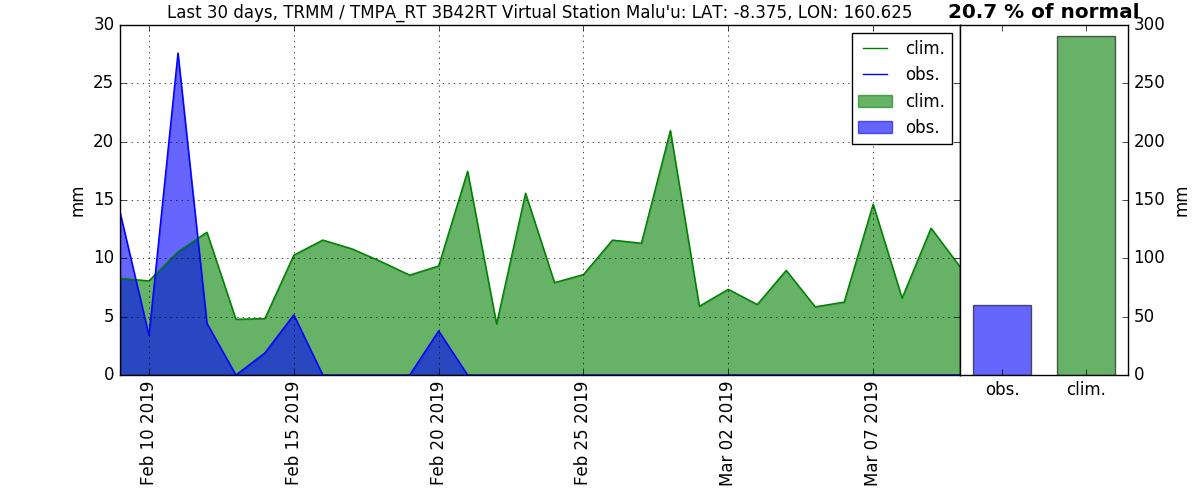 Last 30 days, TRMM / TMPA_RT 3B42RT Virtual Station Malu'u: LAT: -8.375, LON: 160.625
20.7 % of normal
30
25
20
15
10
5
0
mm
clim.
obs.
clim.
obs.
300
250
200
150
100
50
0
mm
obs.
clim.
Feb 10 2019
Feb 15 2019
Feb 20 2019
Feb 25 2019
Mar 02 2019
Mar 07 2019